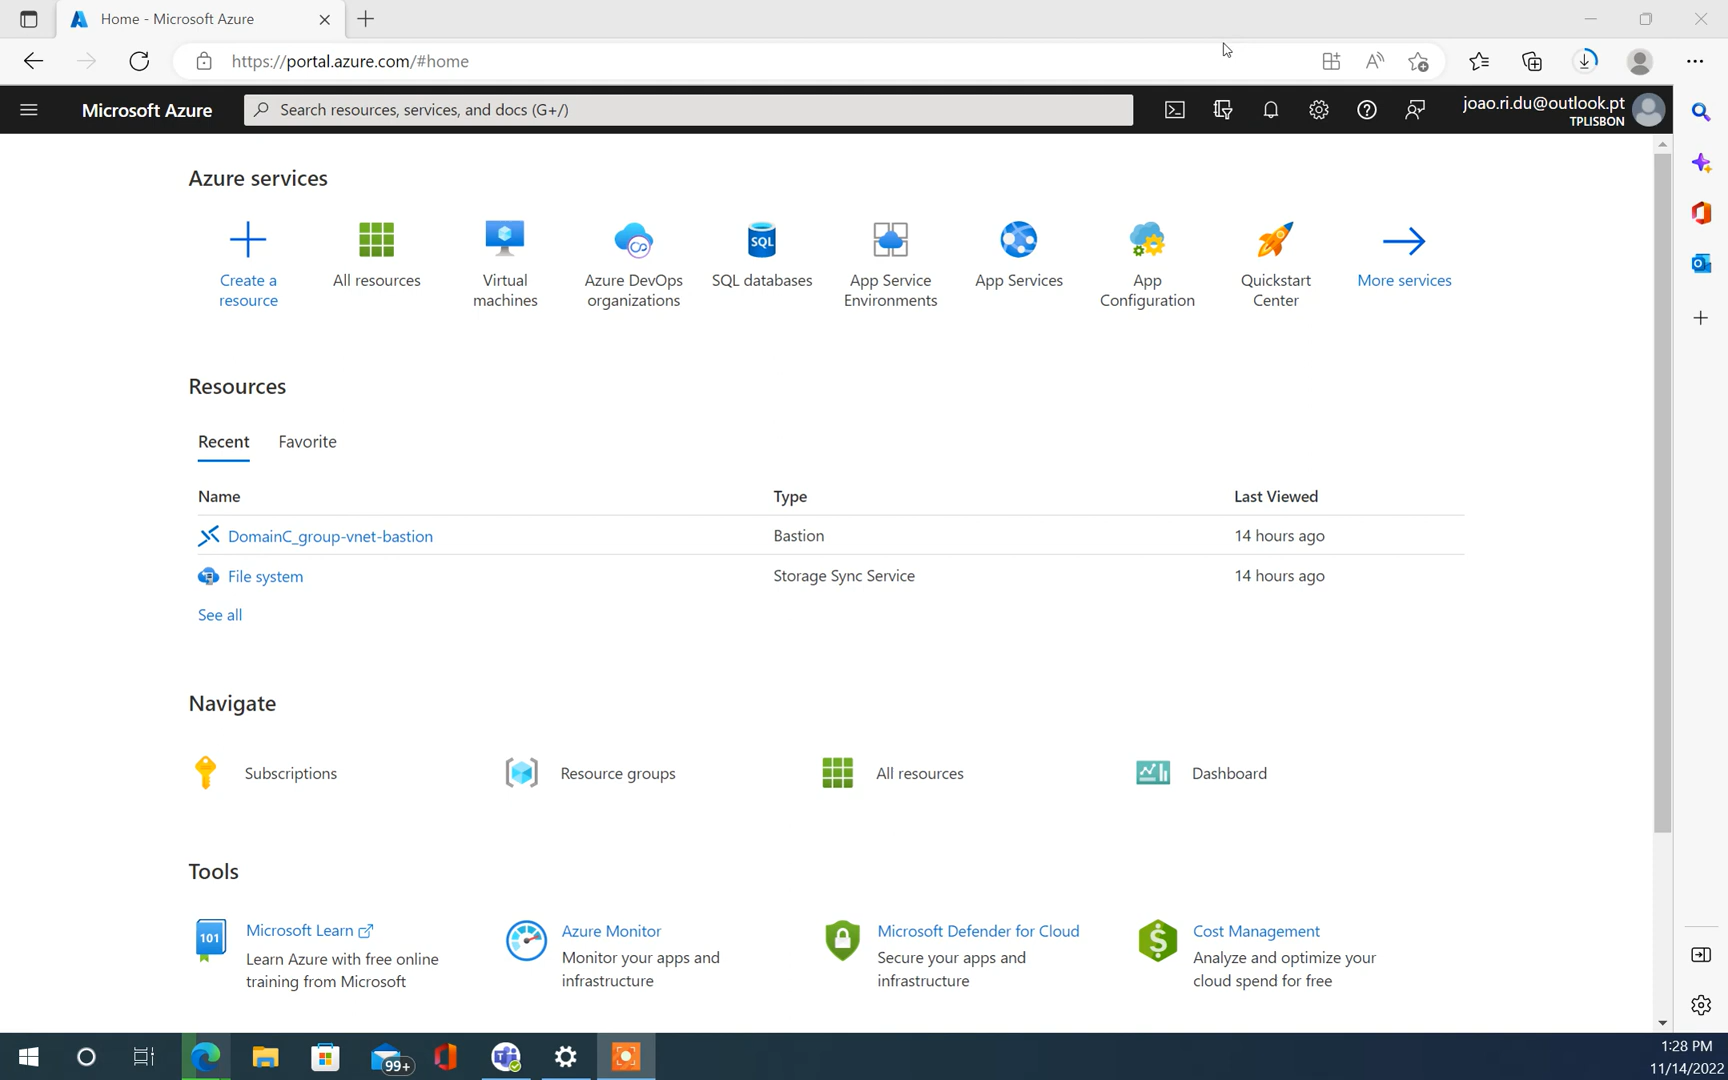 Home - Microsoft Azure
https://portal.azure.com/#home
Microsoft Azure
Search resources, services, and docs (G+/)
joao.ri.du@outlook.pt
TPLISBON
Azure services
Create a
resource
All resources
Virtual
machines
Azure DevOps
organizations
SQL
SQL databases
App Service
Environments
App Services
App
Configuration
Quickstart
Center
More services
Resources
Recent
Favorite
Name
Type
Last Viewed
DomainC_group-vnet-bastion
Bastion
14 hours ago
File system
Storage Sync Service
14 hours ago
See all
Navigate
Subscriptions
Resource groups
All resources
Dashboard
Tools
101
Microsoft Learn
Learn Azure with free online
training from Microsoft
Azure Monitor
Monitor your apps and
infrastructure
Microsoft Defender for Cloud
Secure your apps and
infrastructure
Cost Management
Analyze and optimize your
cloud spend for free
99+
1:28 PM
11/14/2022